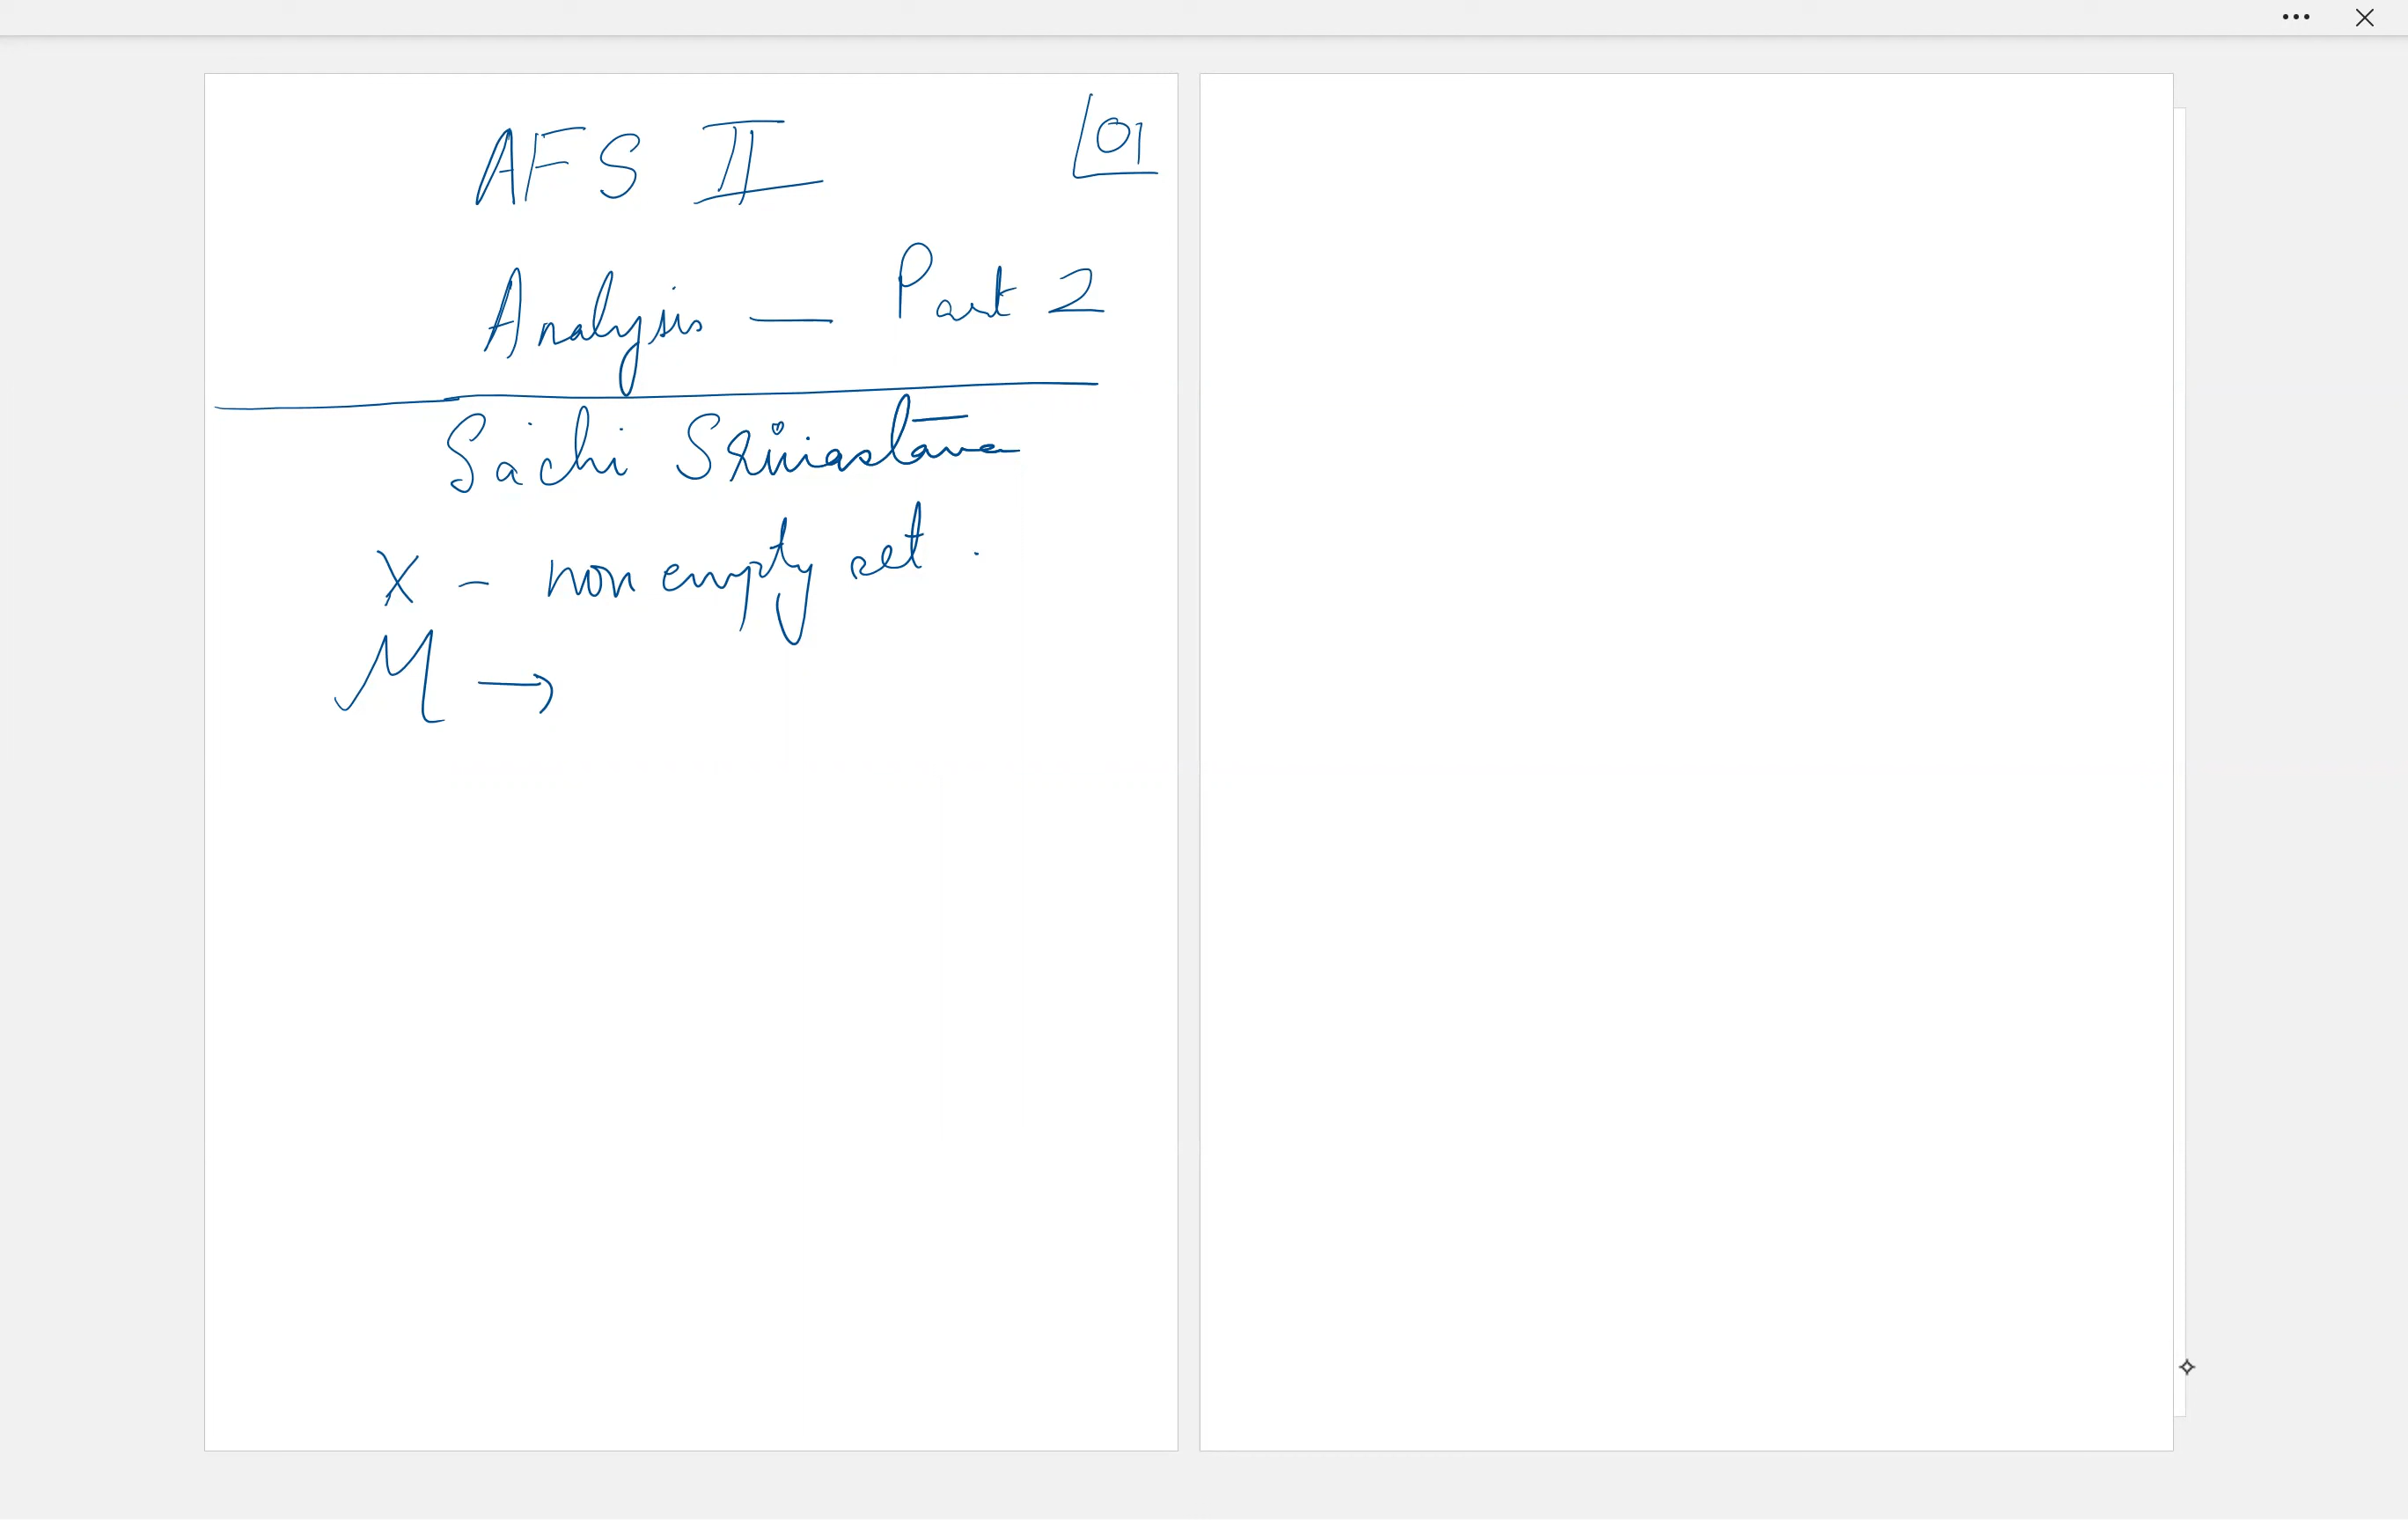 AFS II L01
Analysis — Part 2
Sachi Srivastava
X - non empty set.
M →